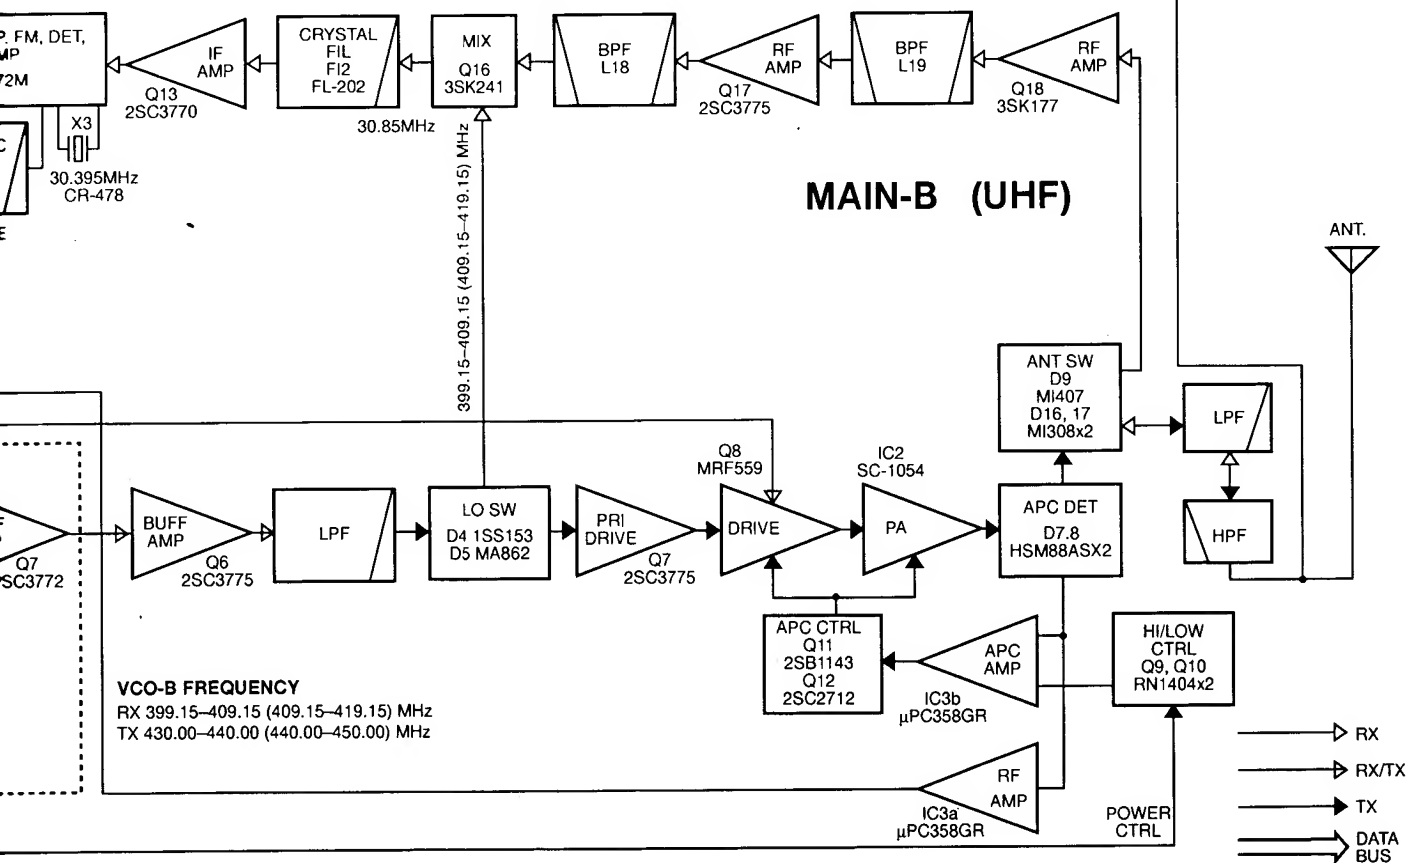 P. FM, DET,
MP
72M
IF
AMP
Q13
2SC3770
CRYSTAL
FIL
FI2
FL-202
30.85MHz
MIX
Q16
3SK241
BPF
L18
RF
AMP
Q17
2SC3775
BPF
L19
RF
AMP
Q18
3SK177
X3
30.395MHz
CR-478
C
E
399.15–409.15 (409.15–419.15) MHz
MAIN-B (UHF)
ANT.
ANT SW
D9
MI407
D16, 17
MI308x2
LPF
HPF
Q7
2SC3772
BUFF
AMP
Q6
2SC3775
LPF
LO SW
D4 1SS153
D5 MA862
PRI
DRIVE
Q7
2SC3775
Q8
MRF559
DRIVE
IC2
SC-1054
PA
APC DET
D7.8
HSM88ASX2
APC CTRL
Q11
2SB1143
Q12
2SC2712
APC
AMP
IC3b
µPC358GR
HI/LOW
CTRL
Q9, Q10
RN1404x2
RF
AMP
IC3a
µPC358GR
POWER
CTRL
VCO-B FREQUENCY
RX 399.15–409.15 (409.15–419.15) MHz
TX 430.00–440.00 (440.00–450.00) MHz
RX
RX/TX
TX
DATA
BUS